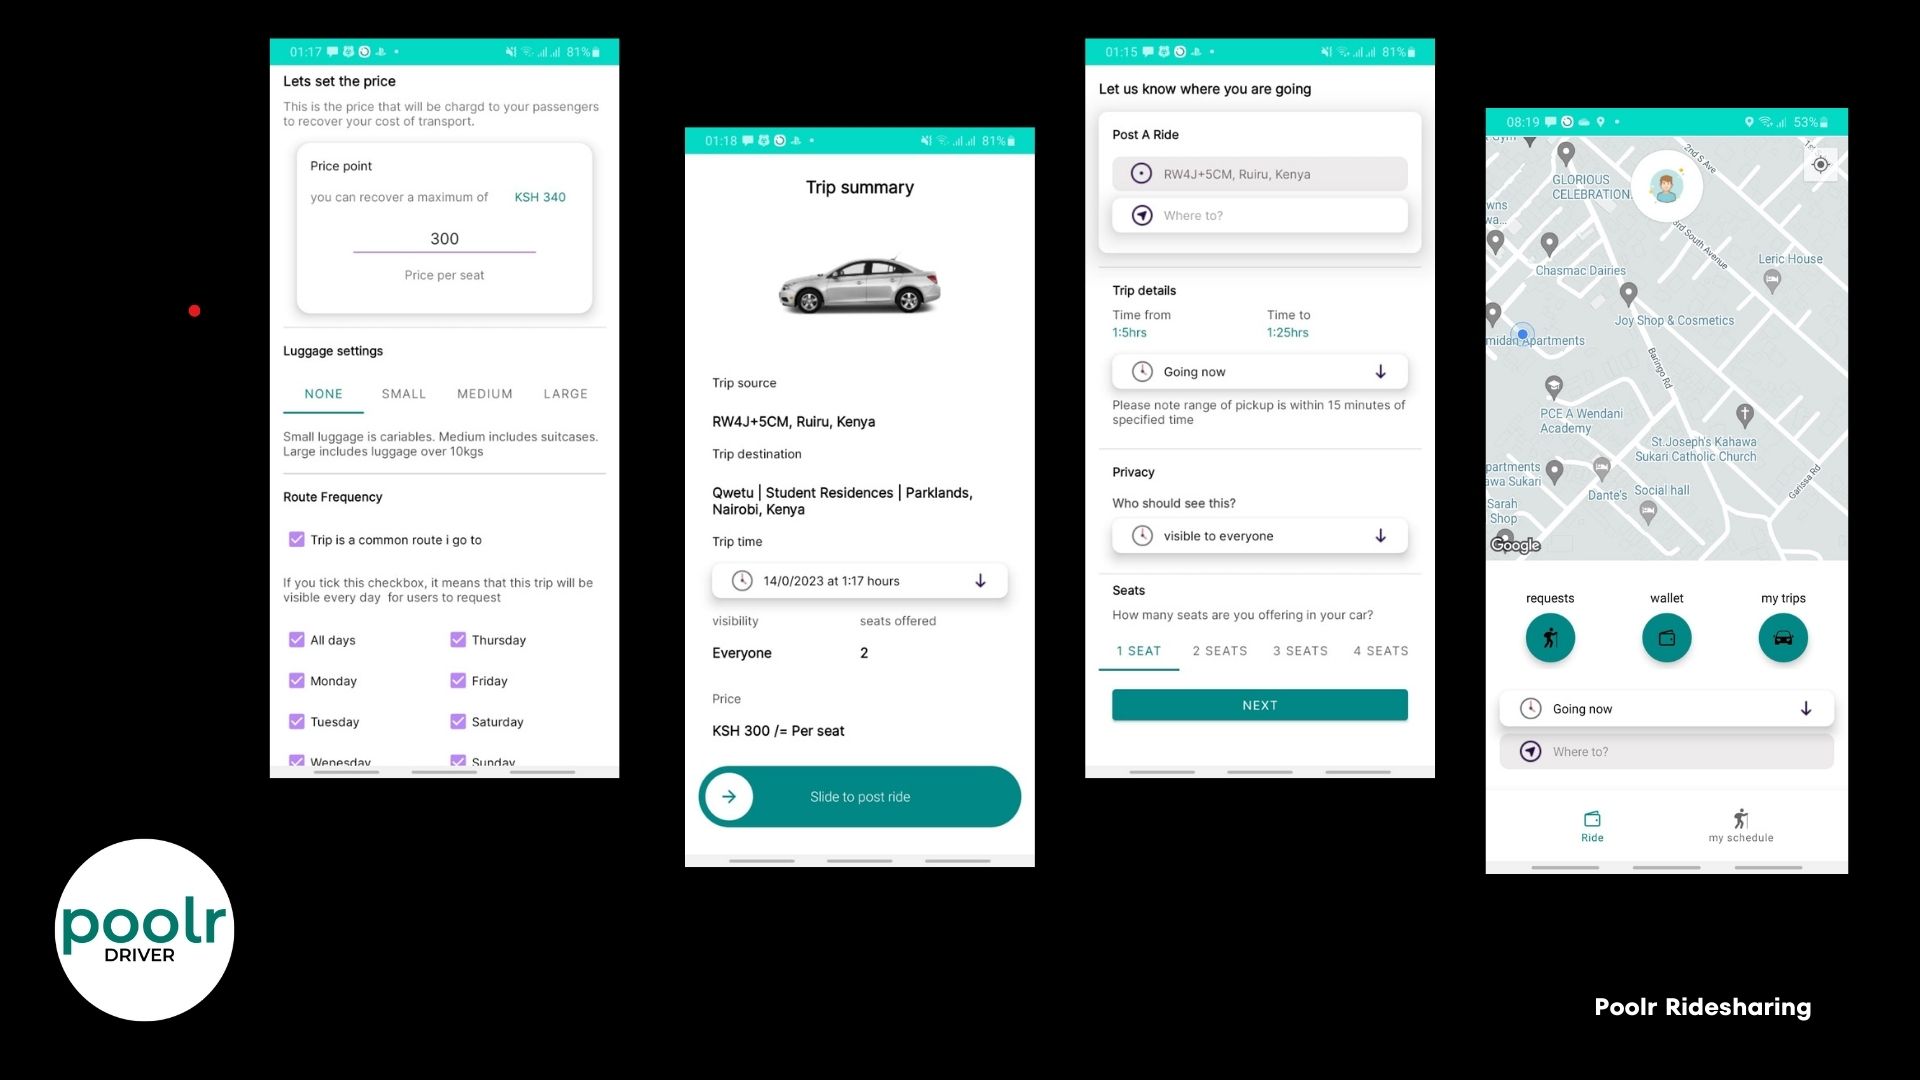 01:17
81%
Lets set the price
This is the price that will be chargd to your passengers
to recover your cost of transport.
Price point
you can recover a maximum of KSH 340
300
Price per seat
Luggage settings
NONE SMALL MEDIUM LARGE
Small luggage is cariables. Medium includes suitcases.
Large includes luggage over 10kgs
Route Frequency
Trip is a common route i go to
If you tick this checkbox, it means that this trip will be
visible every day for users to request
All days Thursday
Monday Friday
Tuesday Saturday
Wenesday Sunday
01:18
81%
Trip summary
Trip source
RW4J+5CM, Ruiru, Kenya
Trip destination
Qwetu | Student Residences | Parklands,
Nairobi, Kenya
Trip time
14/0/2023 at 1:17 hours
visibility seats offered
Everyone 2
Price
KSH 300 /= Per seat
Slide to post ride
01:15
81%
Let us know where you are going
Post A Ride
RW4J+5CM, Ruiru, Kenya
Where to?
Trip details
Time from Time to
1:5hrs 1:25hrs
Going now
Please note range of pickup is within 15 minutes of
specified time
Privacy
Who should see this?
visible to everyone
Seats
How many seats are you offering in your car?
1 SEAT 2 SEATS 3 SEATS 4 SEATS
NEXT
08:19
53%
2nd S Ave
GLORIOUS
CELEBRATION
3rd South Avenue
Leric House
Chasmac Dairies
Joy Shop & Cosmetics
Apartments
Baringo Rd
PCE A Wendani
Academy
St.Joseph's Kahawa
Sukari Catholic Church
Sukari
Garissa Rd
Dante's
Social hall
Sarah
Shop
Google
requests wallet my trips
Going now
Where to?
Ride my schedule
poolr
DRIVER
Poolr Ridesharing